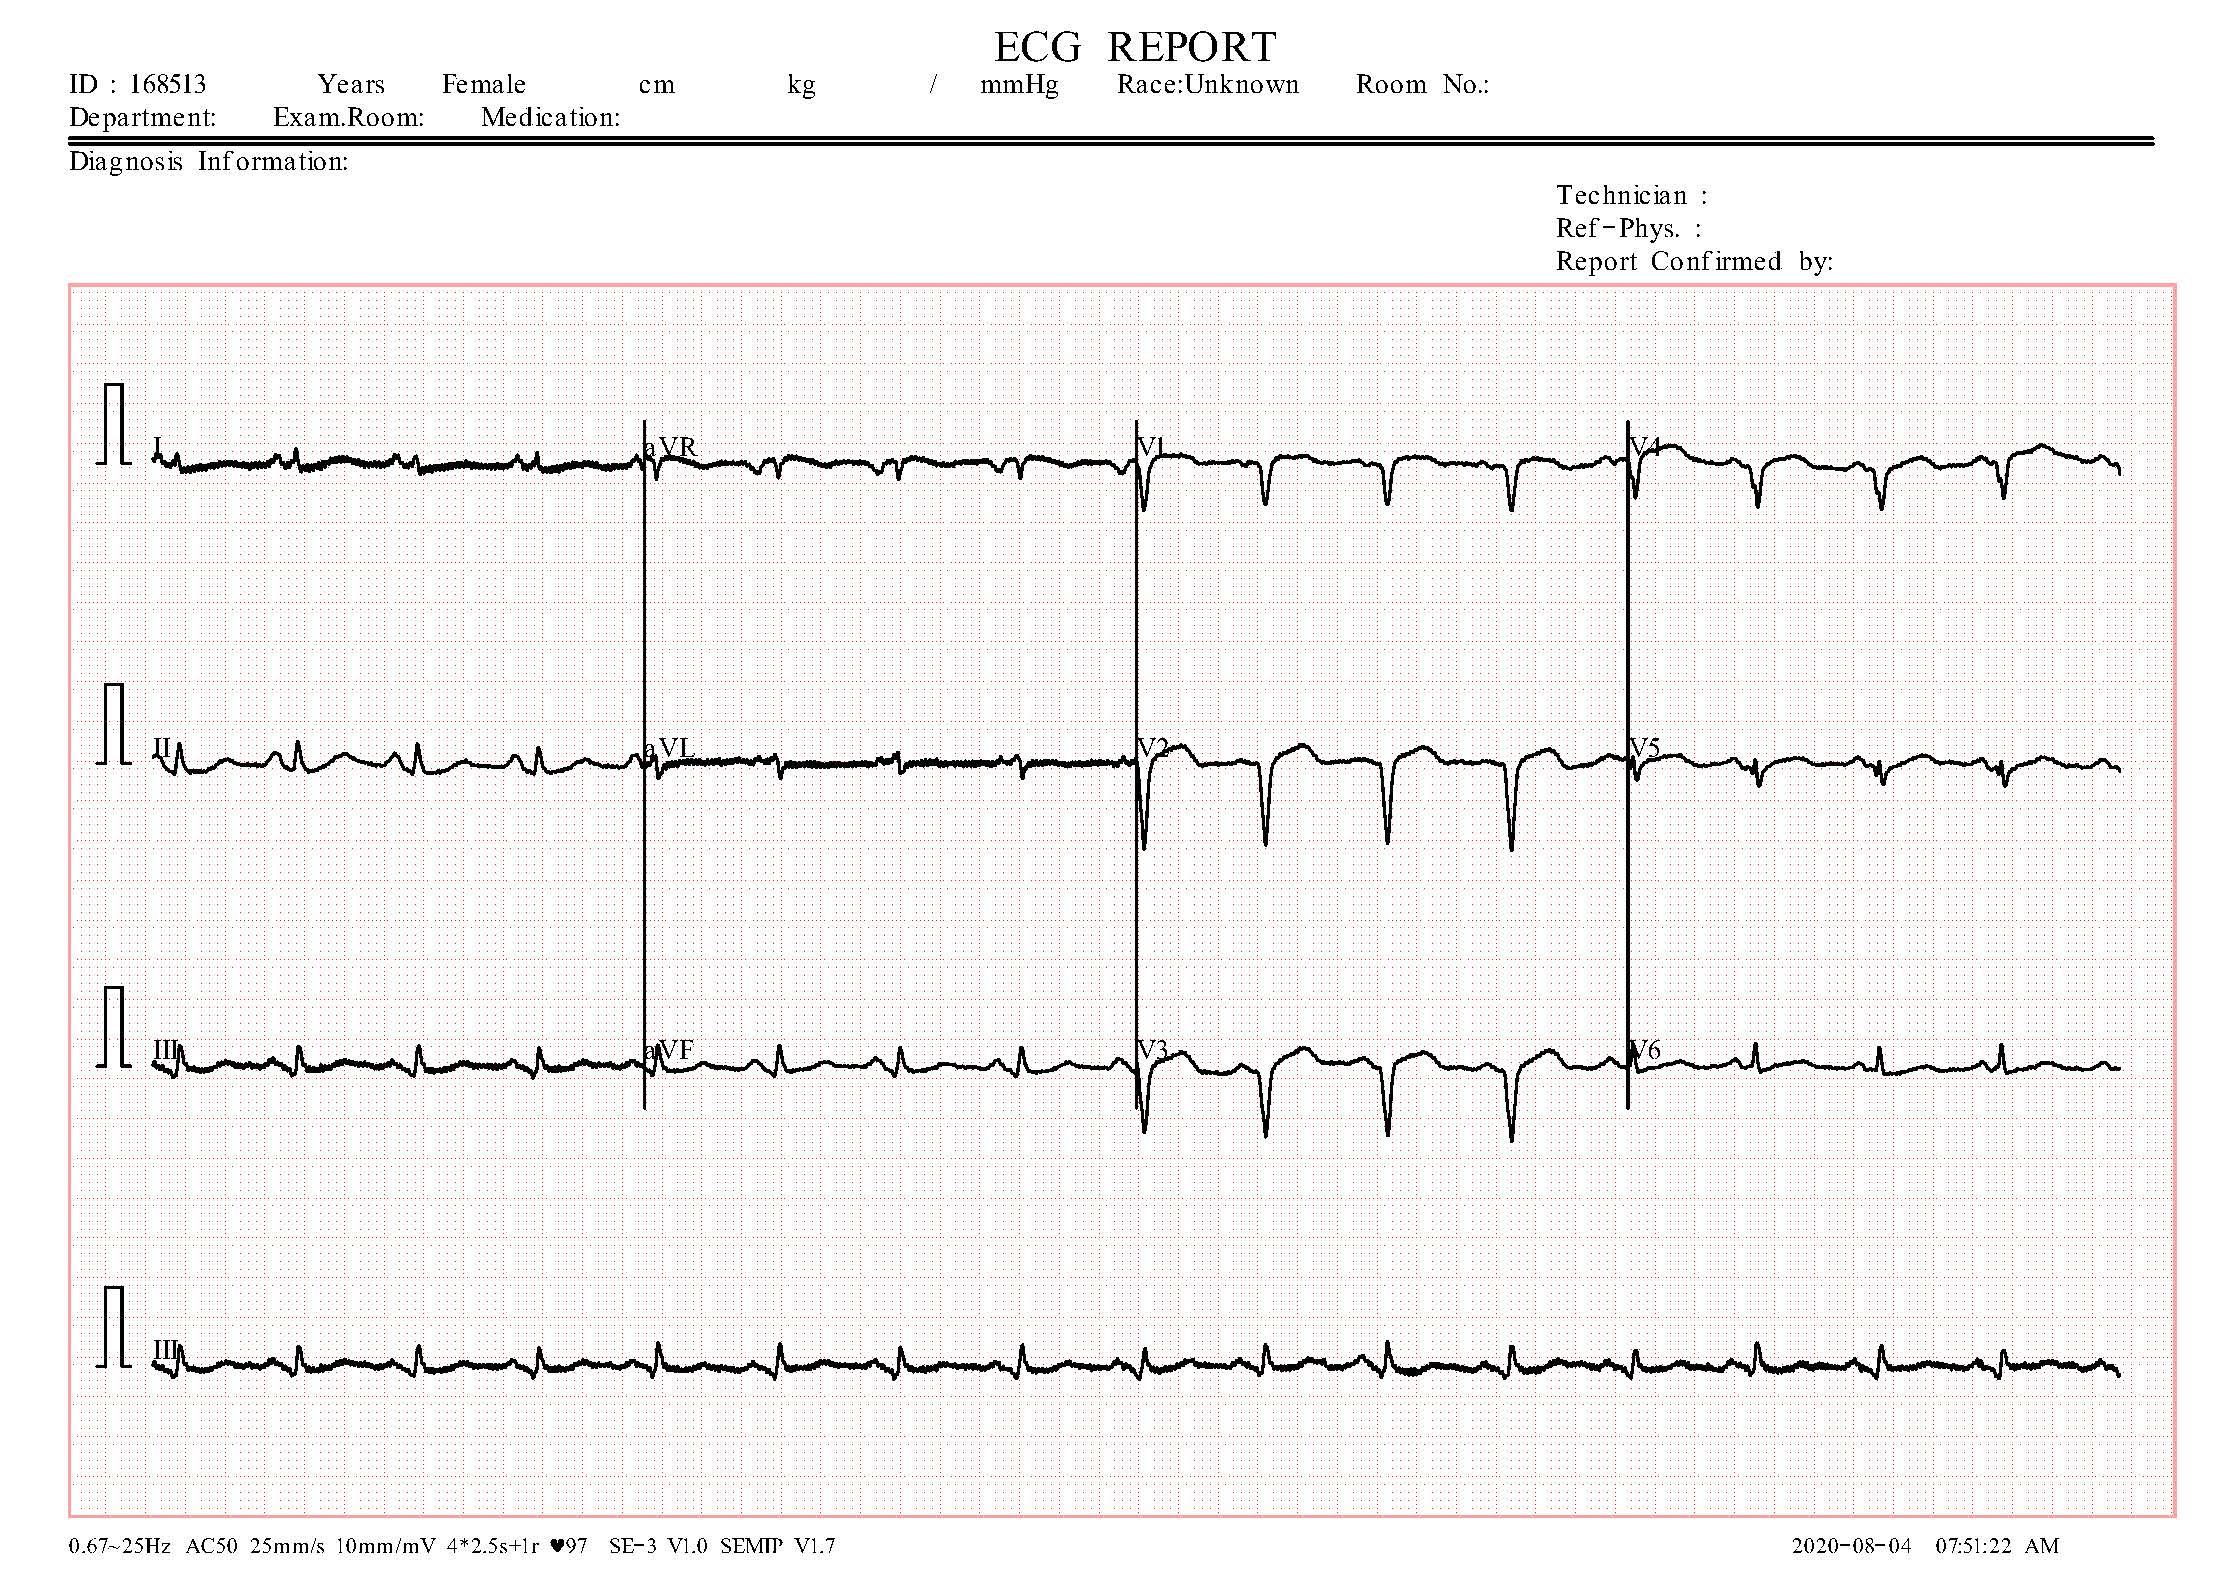 ECG REPORT
ID : 168513 Years Female cm kg / mmHg Race:Unknown Room No.:
Department: Exam.Room: Medication:
Diagnosis Information:
Technician :
Ref-Phys. :
Report Confirmed by:
I aVR V1 V4
II aVL V2 V5
III aVF V3 V6
III
0.67~25Hz AC50 25mm/s 10mm/mV 4*2.5s+1r ♥97 SE-3 V1.0 SEMIP V1.7 2020-08-04 07:51:22 AM